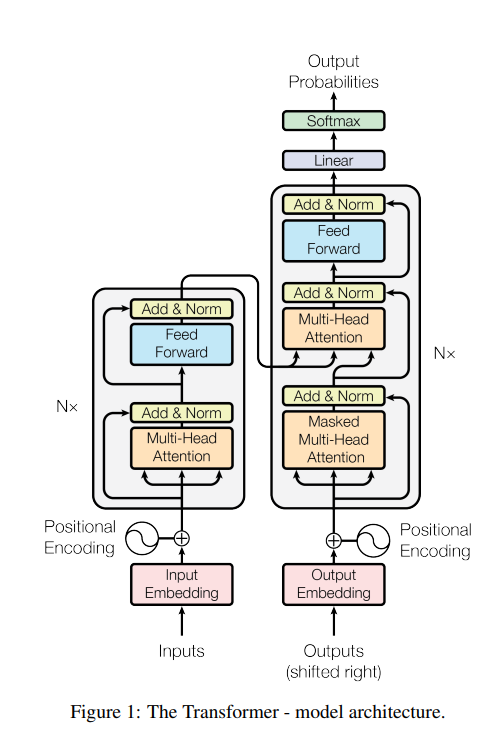 Output
Probabilities
Softmax
Linear
Add & Norm
Feed
Forward
Add & Norm
Multi-Head
Attention
Add & Norm
Masked
Multi-Head
Attention
N×
Add & Norm
Feed
Forward
Add & Norm
Multi-Head
Attention
N×
Positional
Encoding
Positional
Encoding
Input
Embedding
Output
Embedding
Inputs
Outputs
(shifted right)
Figure 1: The Transformer - model architecture.